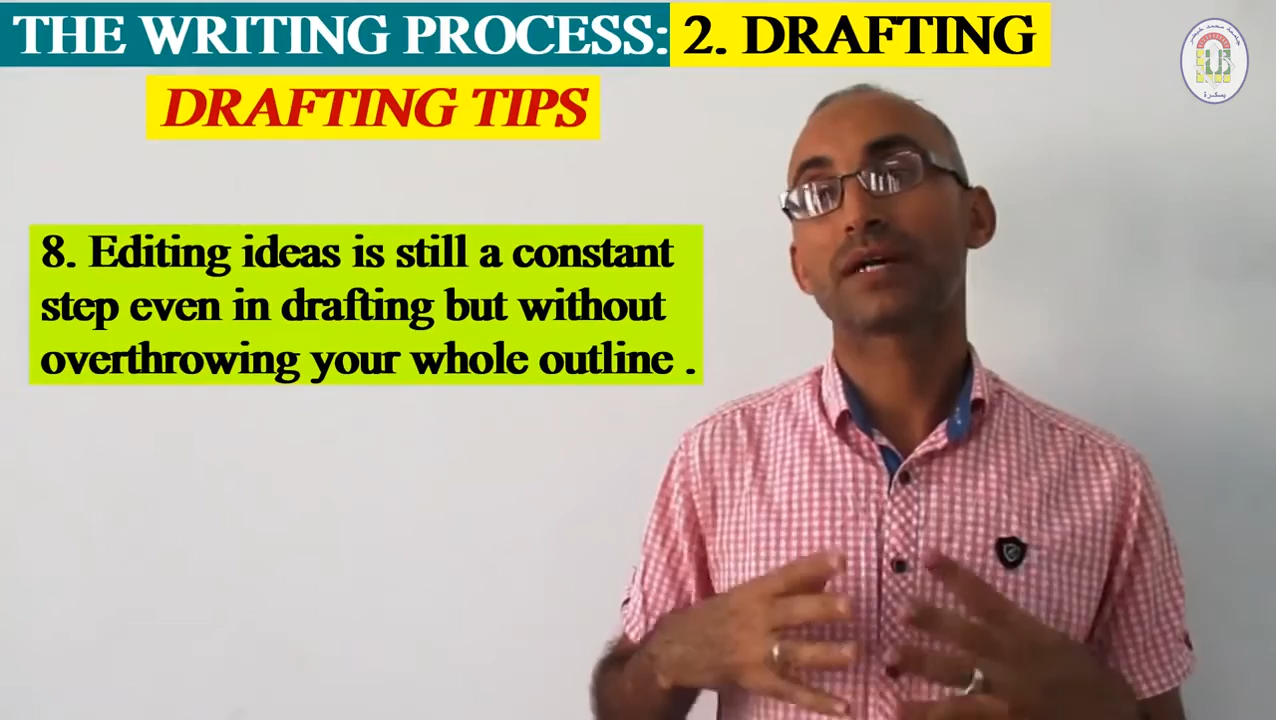 THE WRITING PROCESS: 2. DRAFTING
DRAFTING TIPS
8. Editing ideas is still a constant
step even in drafting but without
overthrowing your whole outline .
بسكرة